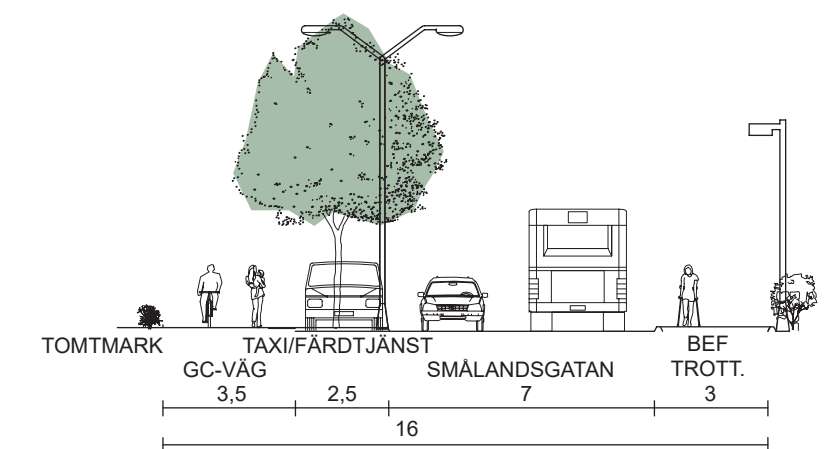 TOMTMARK TAXI/FÄRDTJÄNST BEF
GC-VÄG SMÅLANDSGATAN TROTT.
3,5 2,5 7 3
16